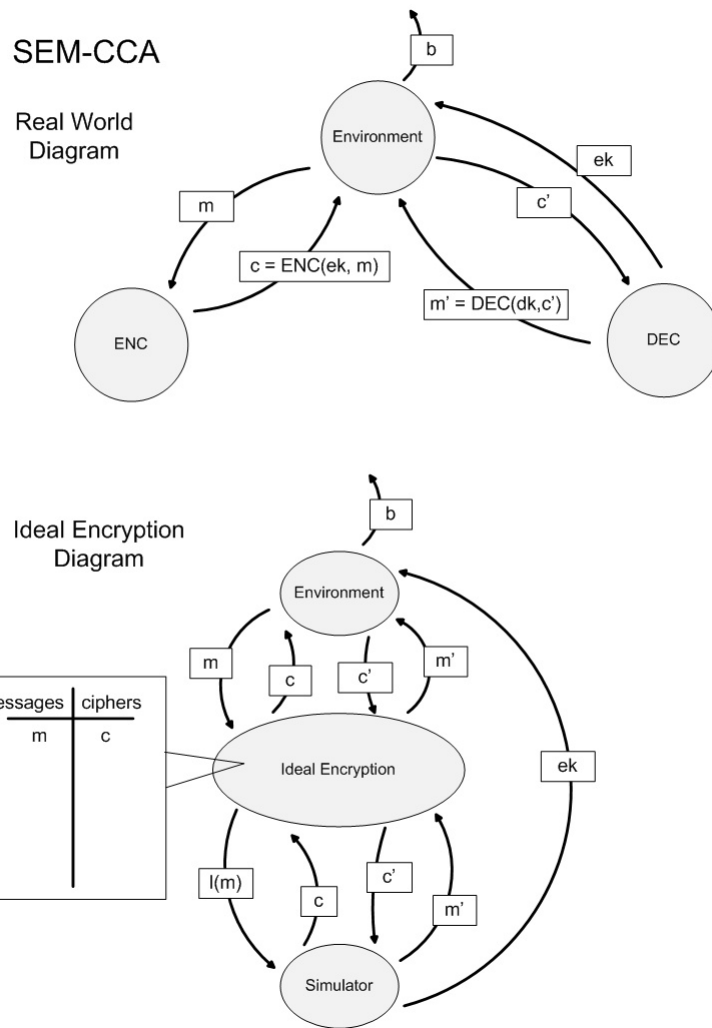 SEM-CCA
b
Real World
Diagram
Environment
ek
m
c'
c = ENC(ek, m)
m' = DEC(dk,c')
ENC
DEC
b
Ideal Encryption
Diagram
Environment
m
c
c'
m'
essages
ciphers
m
c
Ideal Encryption
ek
l(m)
c
c'
m'
Simulator